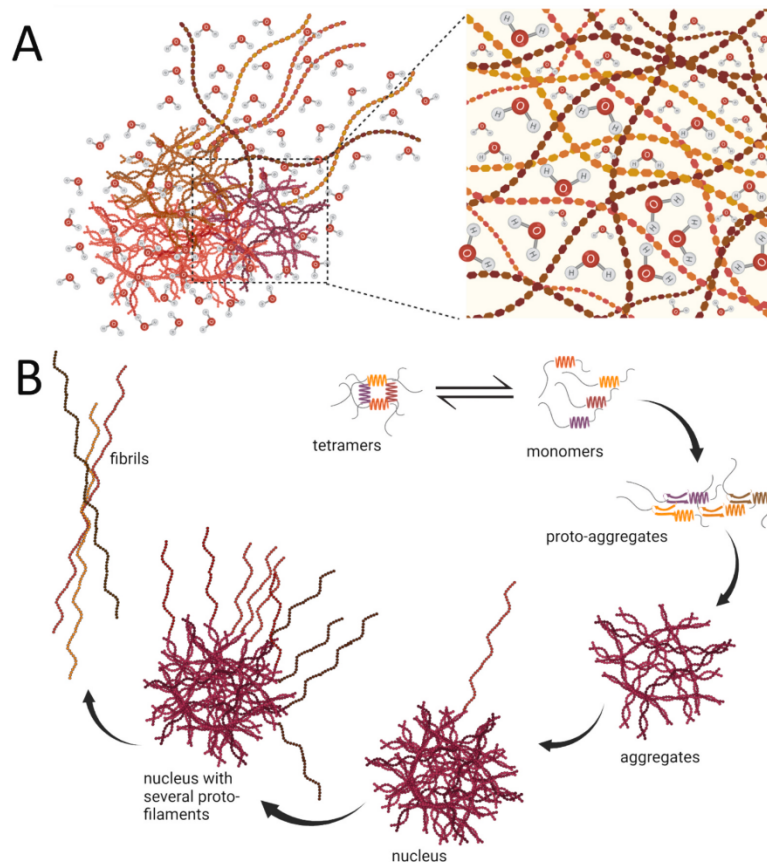 A
B
fibrils
tetramers
monomers
proto-aggregates
aggregates
nucleus with
several proto-
filaments
nucleus